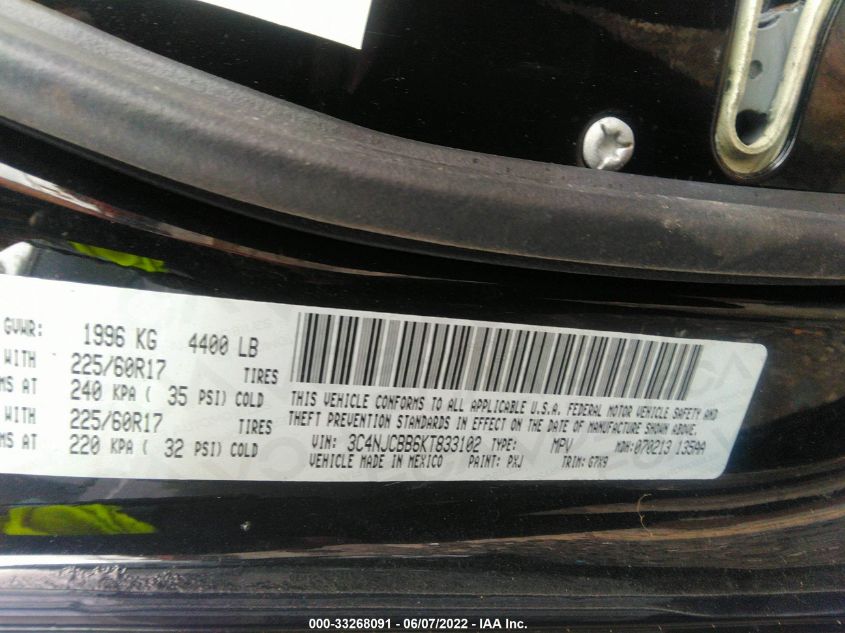 GVWR: 1996 KG 4400 LB
WITH 225/60R17 TIRES
MS AT 240 KPA ( 35 PSI) COLD
WITH 225/60R17 TIRES
MS AT 220 KPA ( 32 PSI) COLD
THIS VEHICLE CONFORMS TO ALL APPLICABLE U.S.A. FEDERAL MOTOR VEHICLE SAFETY AND
THEFT PREVENTION STANDARDS IN EFFECT ON THE DATE OF MANUFACTURE SHOWN ABOVE.
VIN: 3C4NJCBB6KT833102 TYPE: MPV MDH:070213 135AA
VEHICLE MADE IN MEXICO PAINT: PXJ TRIM: G7X9
000-33268091 - 06/07/2022 - IAA Inc.